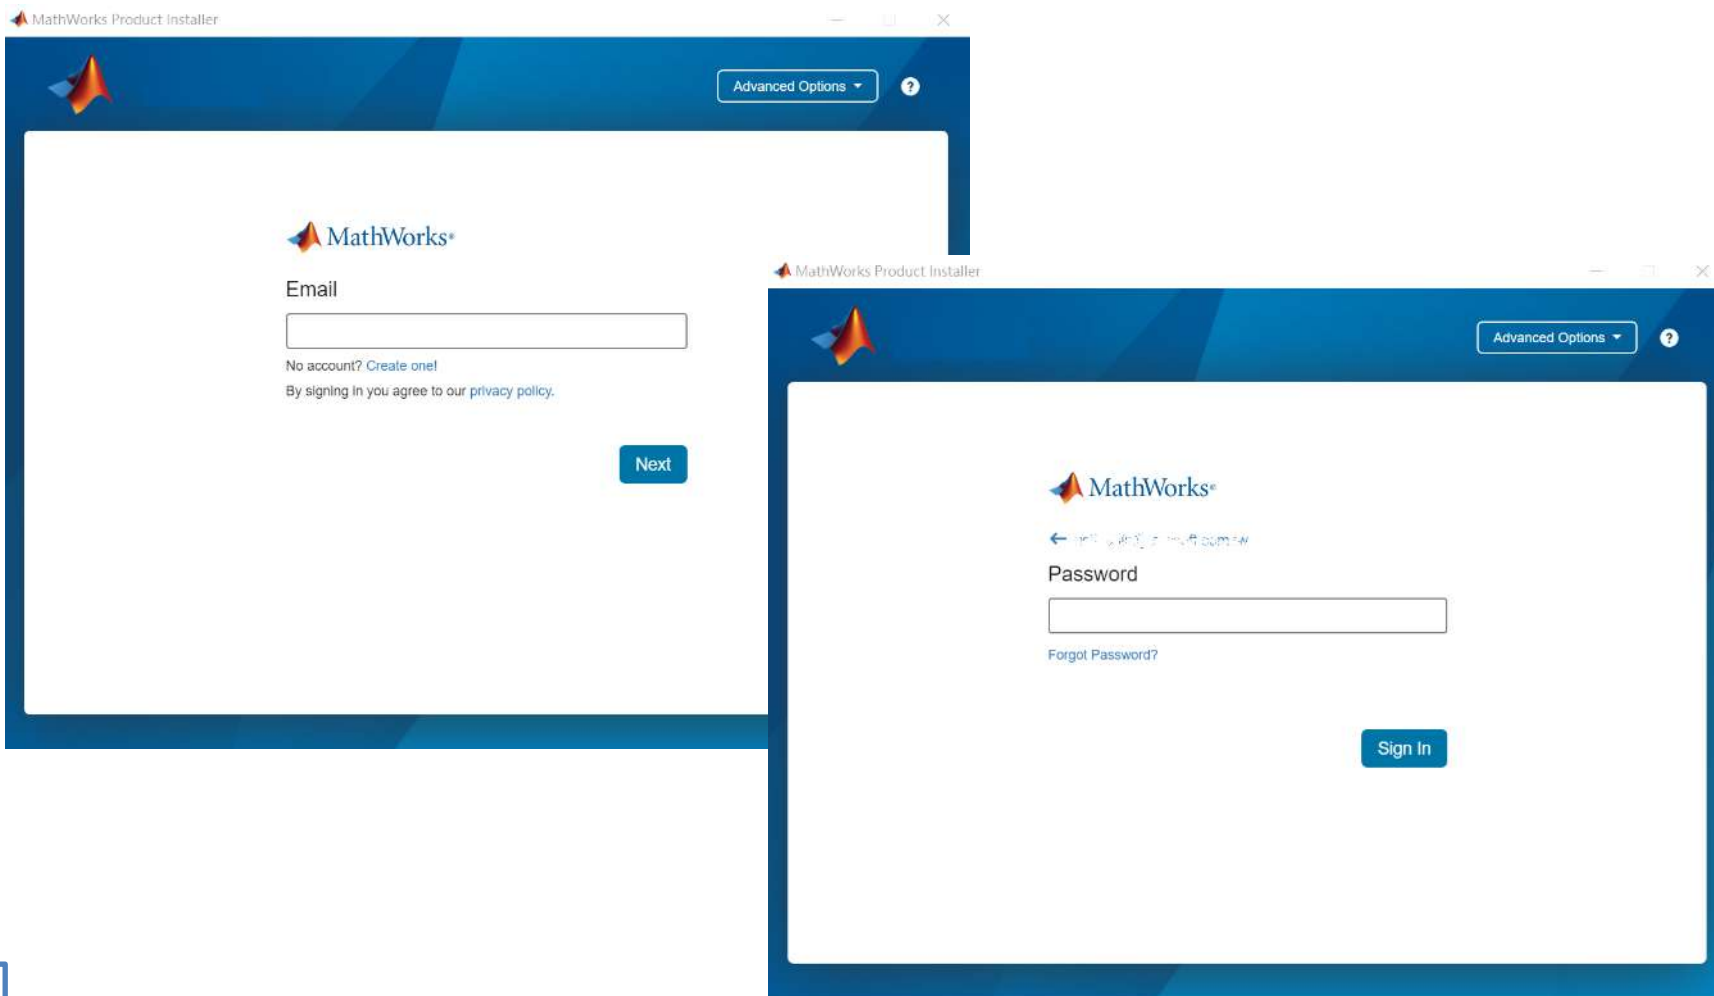 MathWorks Product Installer
Advanced Options
?
MathWorks®
Email
No account? Create one!
By signing in you agree to our privacy policy.
Next
MathWorks Product Installer
Advanced Options
?
MathWorks®
Password
Forgot Password?
Sign In